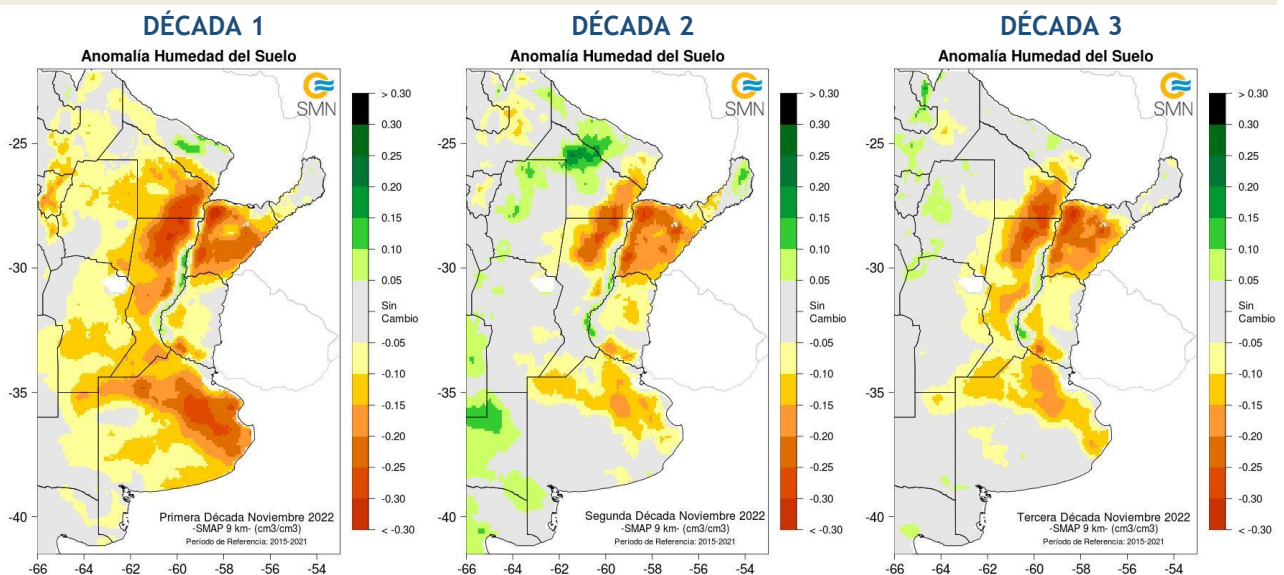 DÉCADA 1
Anomalía Humedad del Suelo
SMN
> 0.30
0.30
0.25
0.20
0.15
0.10
0.05
Sin
Cambio
-0.05
-0.10
-0.15
-0.20
-0.25
-0.30
< -0.30
-25
-30
-35
-40
Primera Década Noviembre 2022
-SMAP 9 km- (cm3/cm3)
Período de Referencia: 2015-2021
-66 -64 -62 -60 -58 -56 -54
DÉCADA 2
Anomalía Humedad del Suelo
SMN
> 0.30
0.30
0.25
0.20
0.15
0.10
0.05
Sin
Cambio
-0.05
-0.10
-0.15
-0.20
-0.25
-0.30
< -0.30
-25
-30
-35
-40
Segunda Década Noviembre 2022
-SMAP 9 km- (cm3/cm3)
Período de Referencia: 2015-2021
-66 -64 -62 -60 -58 -56 -54
DÉCADA 3
Anomalía Humedad del Suelo
SMN
> 0.30
0.30
0.25
0.20
0.15
0.10
0.05
Sin
Cambio
-0.05
-0.10
-0.15
-0.20
-0.25
-0.30
< -0.30
-25
-30
-35
-40
Tercera Década Noviembre 2022
-SMAP 9 km- (cm3/cm3)
Período de Referencia: 2015-2021
-66 -64 -62 -60 -58 -56 -54